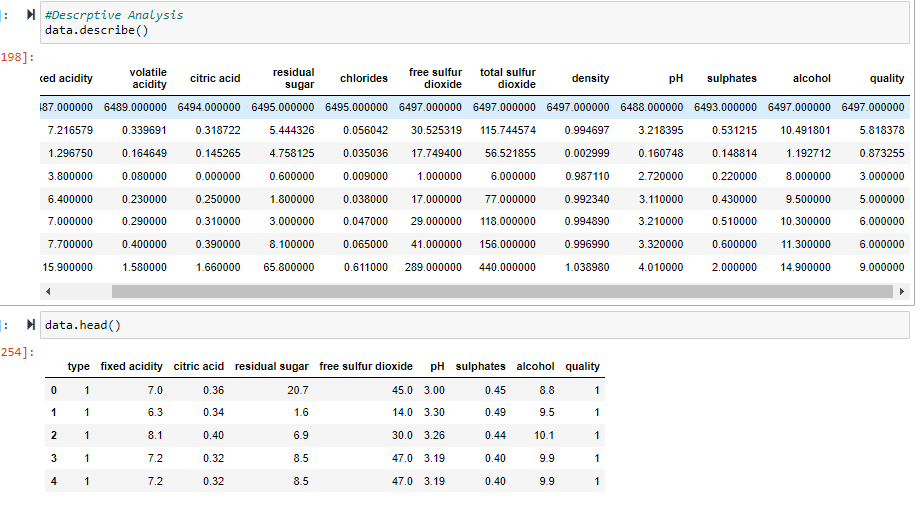 ]:
#Descrptive Analysis
data.describe()
198]:
xed acidity volatile acidity citric acid residual sugar chlorides free sulfur dioxide total sulfur dioxide density pH sulphates alcohol quality
87.000000 6489.000000 6494.000000 6495.000000 6495.000000 6497.000000 6497.000000 6497.000000 6488.000000 6493.000000 6497.000000 6497.000000
7.216579 0.339691 0.318722 5.444326 0.056042 30.525319 115.744574 0.994697 3.218395 0.531215 10.491801 5.818378
1.296750 0.164649 0.145265 4.758125 0.035036 17.749400 56.521855 0.002999 0.160748 0.148814 1.192712 0.873255
3.800000 0.080000 0.000000 0.600000 0.009000 1.000000 6.000000 0.987110 2.720000 0.220000 8.000000 3.000000
6.400000 0.230000 0.250000 1.800000 0.038000 17.000000 77.000000 0.992340 3.110000 0.430000 9.500000 5.000000
7.000000 0.290000 0.310000 3.000000 0.047000 29.000000 118.000000 0.994890 3.210000 0.510000 10.300000 6.000000
7.700000 0.400000 0.390000 8.100000 0.065000 41.000000 156.000000 0.996990 3.320000 0.600000 11.300000 6.000000
15.900000 1.580000 1.660000 65.800000 0.611000 289.000000 440.000000 1.038980 4.010000 2.000000 14.900000 9.000000
]:
data.head()
254]:
type fixed acidity citric acid residual sugar free sulfur dioxide pH sulphates alcohol quality
0 1 7.0 0.36 20.7 45.0 3.00 0.45 8.8 1
1 1 6.3 0.34 1.6 14.0 3.30 0.49 9.5 1
2 1 8.1 0.40 6.9 30.0 3.26 0.44 10.1 1
3 1 7.2 0.32 8.5 47.0 3.19 0.40 9.9 1
4 1 7.2 0.32 8.5 47.0 3.19 0.40 9.9 1